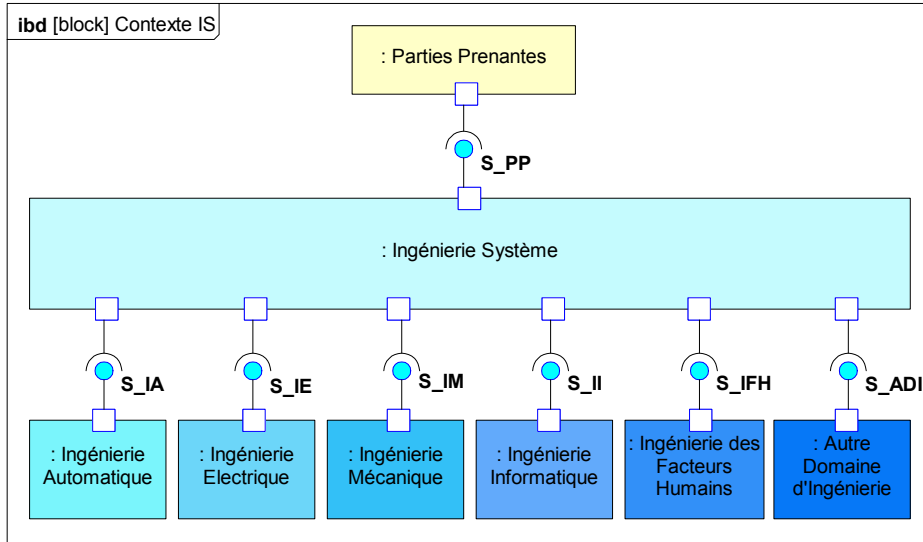 ibd [block] Contexte IS
: Parties Prenantes
S_PP
: Ingénierie Système
S_IA
S_IE
S_IM
S_II
S_IFH
S_ADI
: Ingénierie
Automatique
: Ingénierie
Electrique
: Ingénierie
Mécanique
: Ingénierie
Informatique
: Ingénierie des
Facteurs
Humains
: Autre
Domaine
d'Ingénierie